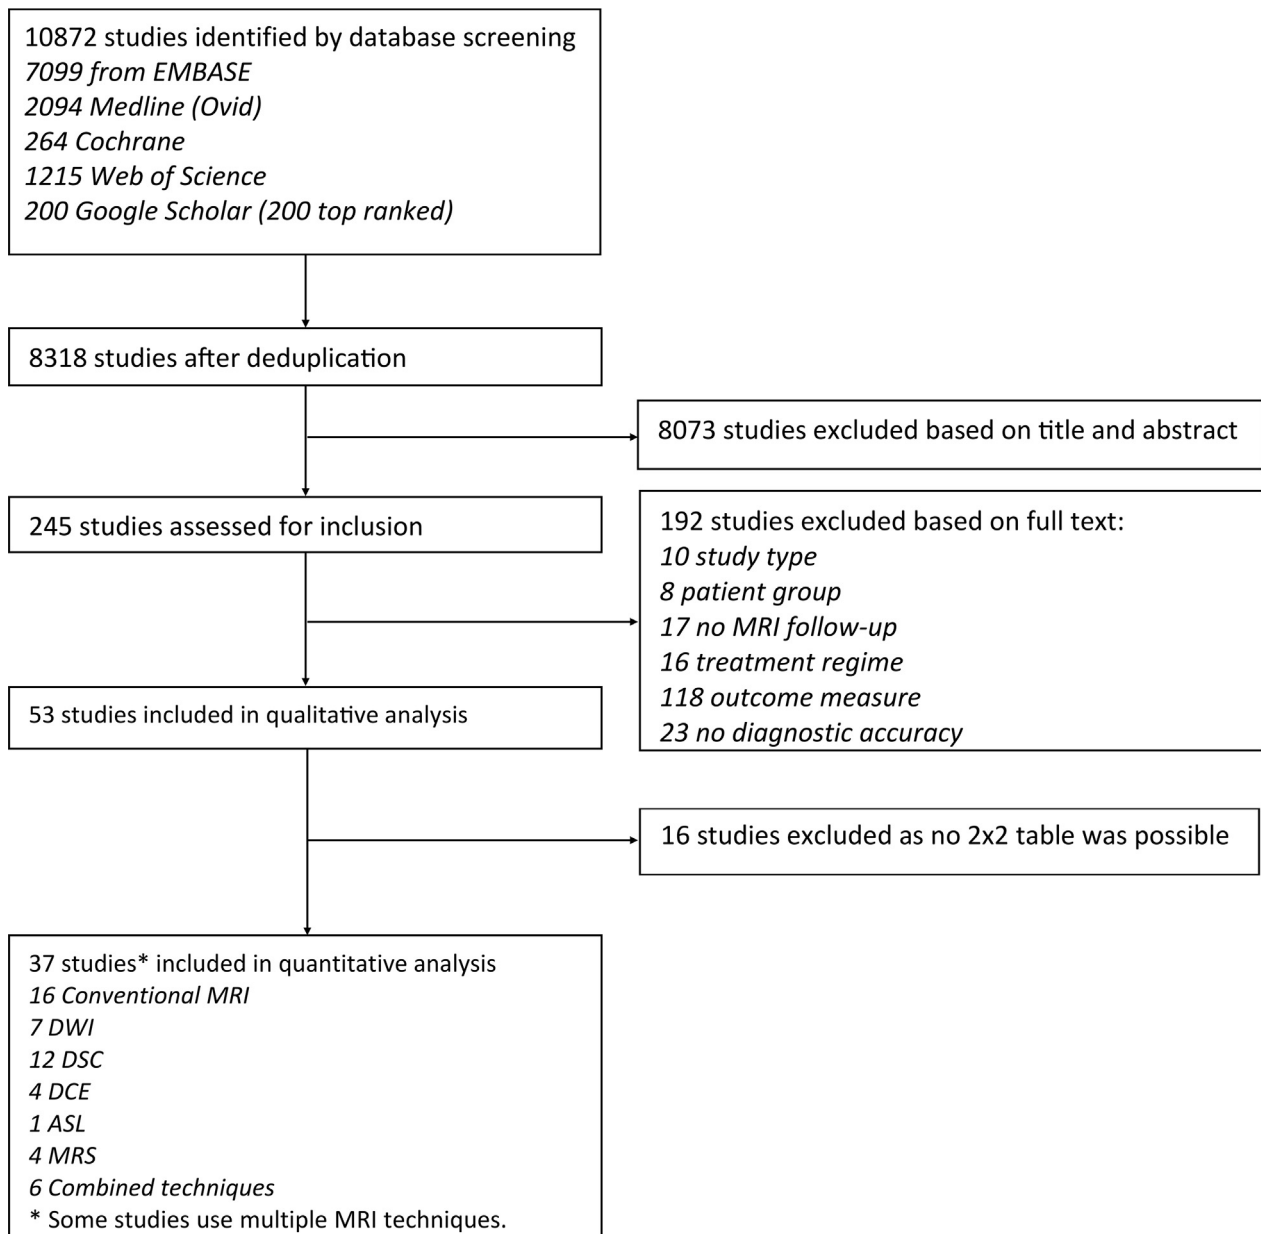 10872 studies identified by database screening
7099 from EMBASE
2094 Medline (Ovid)
264 Cochrane
1215 Web of Science
200 Google Scholar (200 top ranked)
8318 studies after deduplication
8073 studies excluded based on title and abstract
245 studies assessed for inclusion
192 studies excluded based on full text:
10 study type
8 patient group
17 no MRI follow-up
16 treatment regime
118 outcome measure
23 no diagnostic accuracy
53 studies included in qualitative analysis
16 studies excluded as no 2x2 table was possible
37 studies* included in quantitative analysis
16 Conventional MRI
7 DWI
12 DSC
4 DCE
1 ASL
4 MRS
6 Combined techniques
* Some studies use multiple MRI techniques.